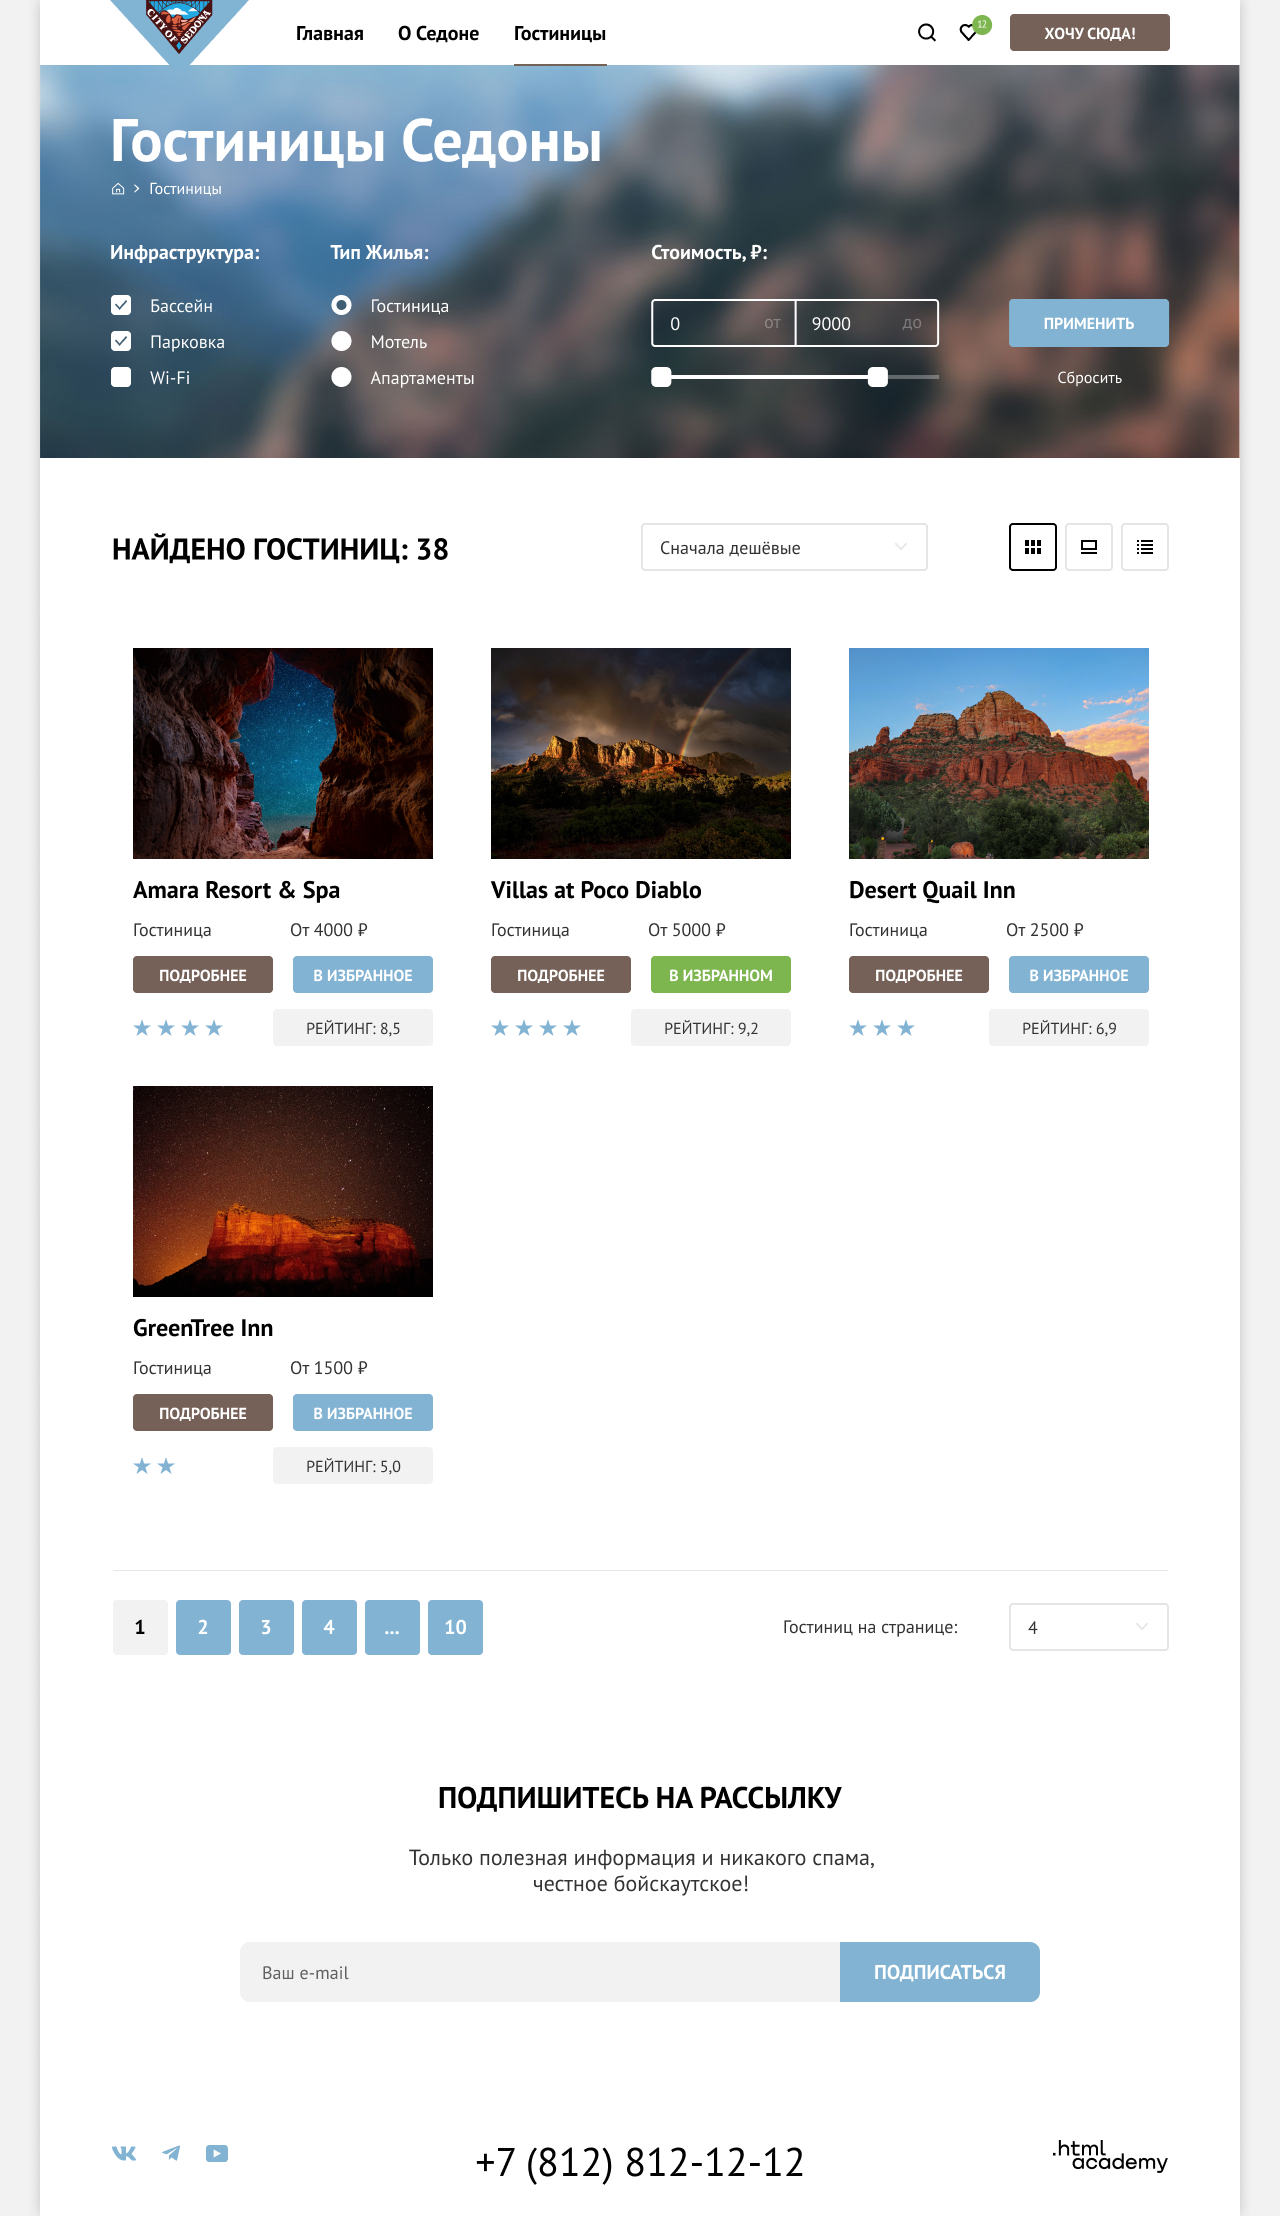 CITY OF SEDONA
Главная
О Седоне
Гостиницы
12
ХОЧУ СЮДА!
Гостиницы Седоны
Гостиницы
Инфраструктура:
Тип Жилья:
Стоимость, ₽:
Бассейн
Парковка
Wi-Fi
Гостиница
Мотель
Апартаменты
0 от
9000 до
ПРИМЕНИТЬ
Сбросить
НАЙДЕНО ГОСТИНИЦ: 38
Сначала дешёвые
Amara Resort & Spa
Гостиница
От 4000 ₽
ПОДРОБНЕЕ
В ИЗБРАННОЕ
РЕЙТИНГ: 8,5
Villas at Poco Diablo
Гостиница
От 5000 ₽
ПОДРОБНЕЕ
В ИЗБРАННОМ
РЕЙТИНГ: 9,2
Desert Quail Inn
Гостиница
От 2500 ₽
ПОДРОБНЕЕ
В ИЗБРАННОЕ
РЕЙТИНГ: 6,9
GreenTree Inn
Гостиница
От 1500 ₽
ПОДРОБНЕЕ
В ИЗБРАННОЕ
РЕЙТИНГ: 5,0
1
2
3
4
...
10
Гостиниц на странице:
4
ПОДПИШИТЕСЬ НА РАССЫЛКУ
Только полезная информация и никакого спама,
честное бойскаутское!
Ваш e-mail
ПОДПИСАТЬСЯ
+7 (812) 812-12-12
.html
academy